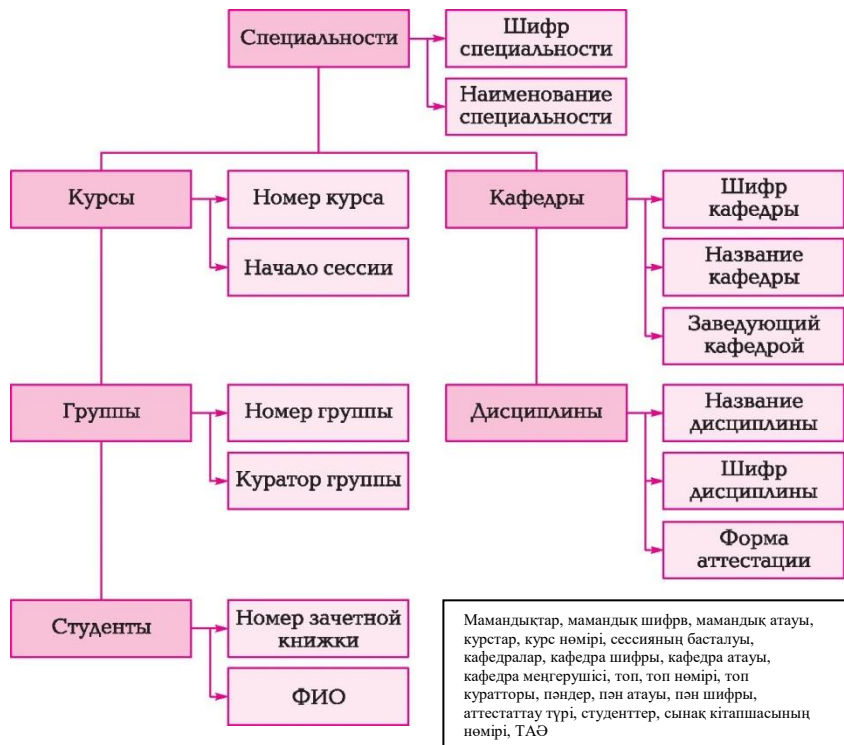 Специальности
Шифр
специальности
Наименование
специальности
Курсы
Номер курса
Начало сессии
Кафедры
Шифр
кафедры
Название
кафедры
Заведующий
кафедрой
Группы
Номер группы
Куратор группы
Дисциплины
Название
дисциплины
Шифр
дисциплины
Форма
аттестации
Студенты
Номер зачетной
книжки
ФИО
Мамандықтар, мамандық шифрв, мамандық атауы,
курстар, курс нөмірі, сессияның басталуы,
кафедралар, кафедра шифры, кафедра атауы,
кафедра меңгерушісі, топ, топ нөмірі, топ
куратторы, пәндер, пән атауы, пән шифры,
аттестаттау түрі, студенттер, сынақ кітапшасының
нөмірі, ТАӘ